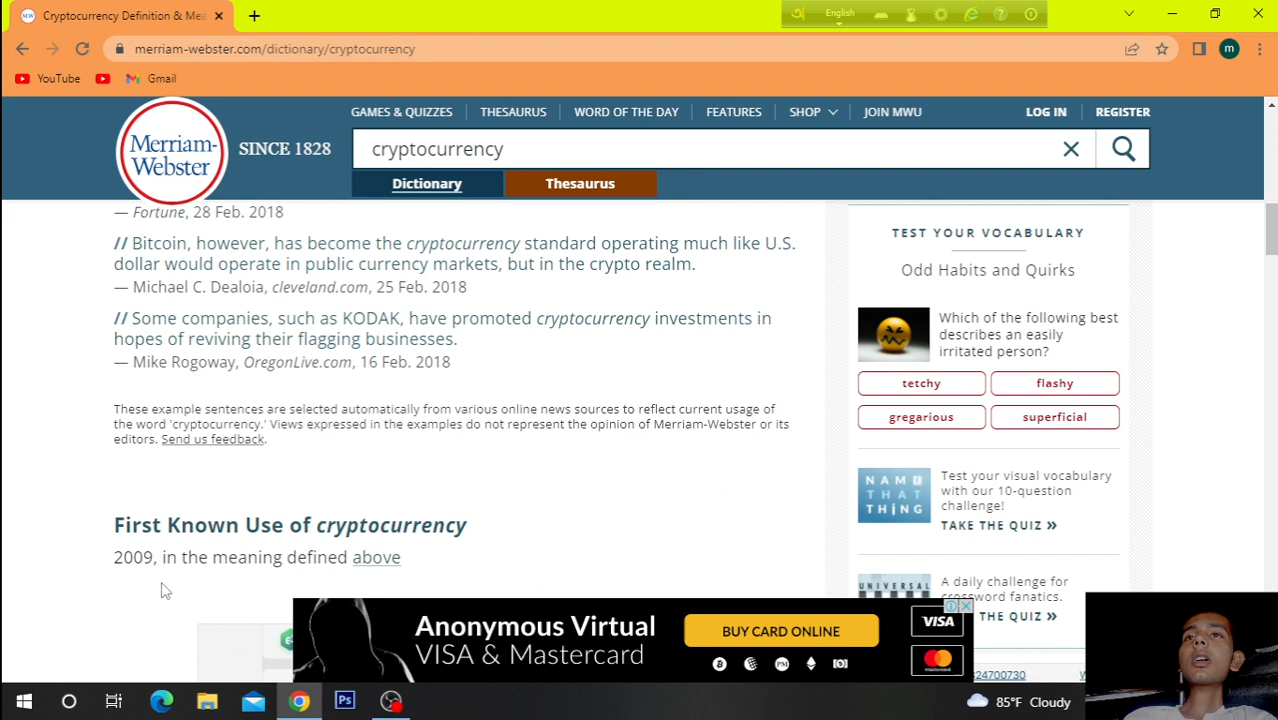 Cryptocurrency Definition & Mea
English
merriam-webster.com/dictionary/cryptocurrency
m
YouTube
Gmail
GAMES & QUIZZES
THESAURUS
WORD OF THE DAY
FEATURES
SHOP
JOIN MWU
LOG IN
REGISTER
Merriam-
Webster
SINCE 1828
cryptocurrency
Dictionary
Thesaurus
— Fortune, 28 Feb. 2018
// Bitcoin, however, has become the cryptocurrency standard operating much like U.S.
dollar would operate in public currency markets, but in the crypto realm.
— Michael C. Dealoia, cleveland.com, 25 Feb. 2018
// Some companies, such as KODAK, have promoted cryptocurrency investments in
hopes of reviving their flagging businesses.
— Mike Rogoway, OregonLive.com, 16 Feb. 2018
These example sentences are selected automatically from various online news sources to reflect current usage of
the word 'cryptocurrency.' Views expressed in the examples do not represent the opinion of Merriam-Webster or its
editors. Send us feedback.
First Known Use of cryptocurrency
2009, in the meaning defined above
TEST YOUR VOCABULARY
Odd Habits and Quirks
Which of the following best
describes an easily
irritated person?
tetchy
flashy
gregarious
superficial
NAME
THAT
THING
Test your visual vocabulary
with our 10-question
challenge!
TAKE THE QUIZ »
UNIVERSAL
A daily challenge for
crossword fanatics.
THE QUIZ »
Anonymous Virtual
VISA & Mastercard
BUY CARD ONLINE
VISA
mastercard
24700730
85°F Cloudy
Ps